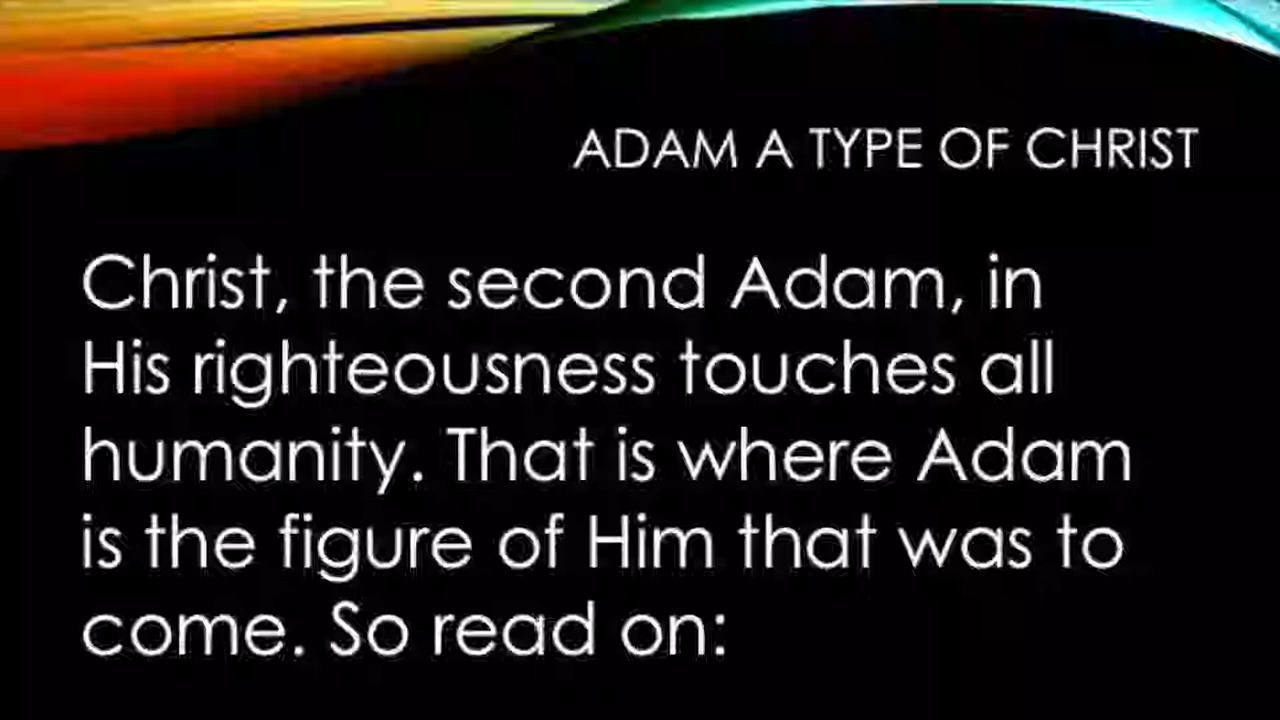 ADAM A TYPE OF CHRIST
Christ, the second Adam, in
His righteousness touches all
humanity. That is where Adam
is the figure of Him that was to
come. So read on: